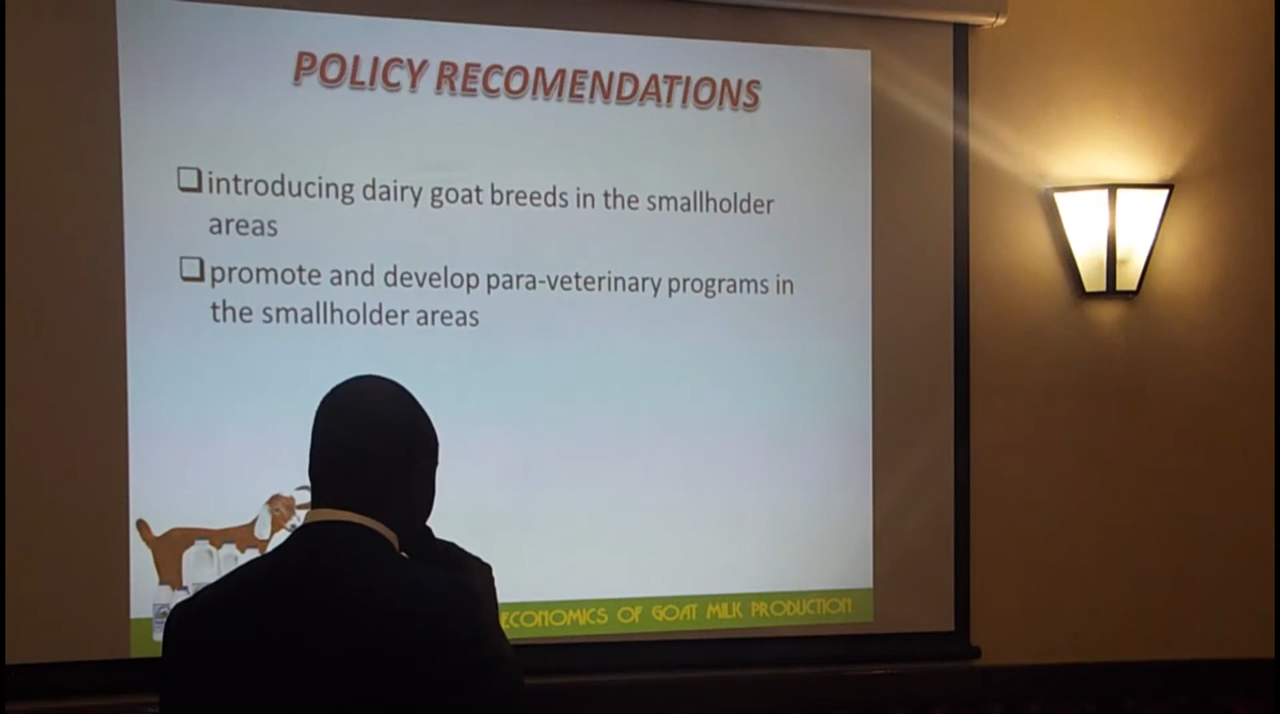 POLICY RECOMENDATIONS
❑introducing dairy goat breeds in the smallholder
areas
❑promote and develop para-veterinary programs in
the smallholder areas
ECONOMICS OF GOAT MILK PRODUCTION